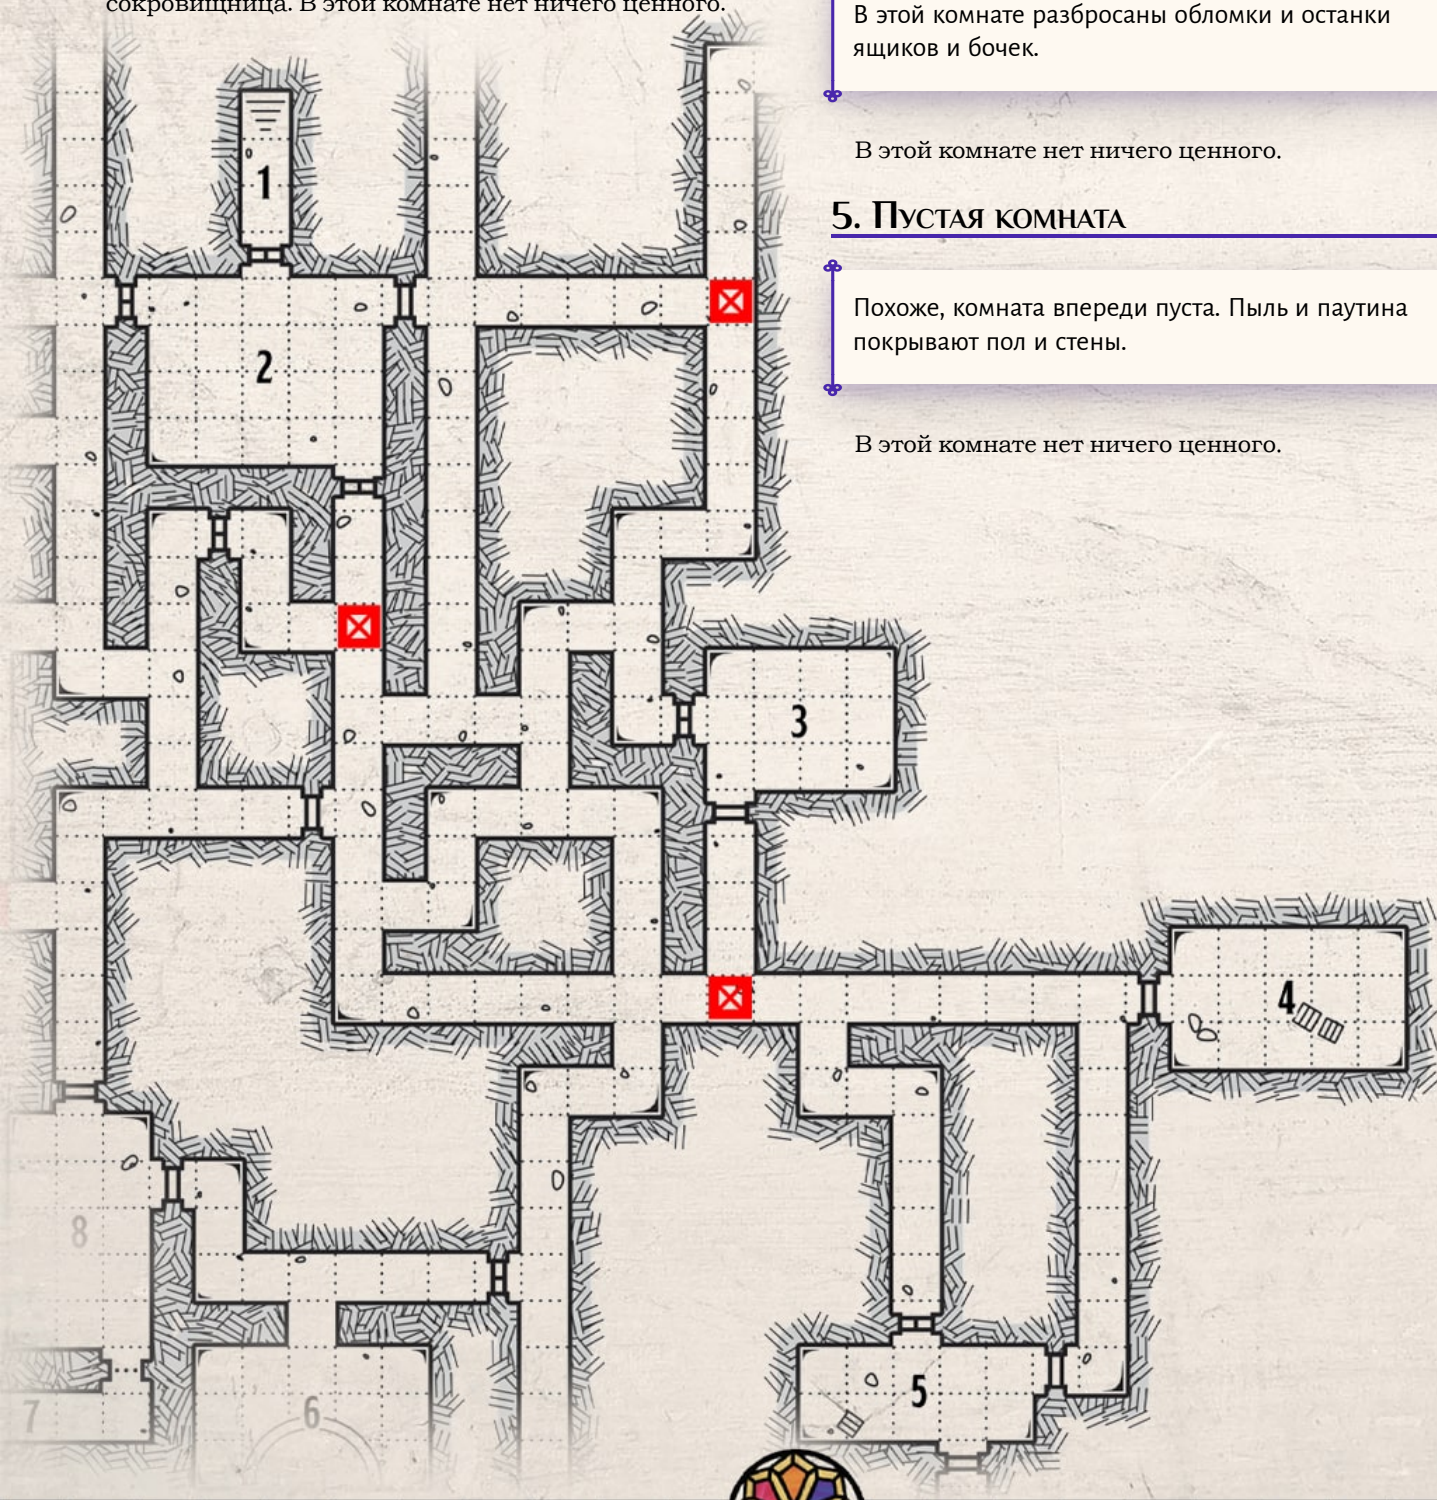 сокровищница. В этой комнате нет ничего ценного.
В этой комнате разбросаны обломки и останки
ящиков и бочек.
В этой комнате нет ничего ценного.
5. Пустая комната
Похоже, комната впереди пуста. Пыль и паутина
покрывают пол и стены.
В этой комнате нет ничего ценного.
1
2
3
4
8
5
6
7